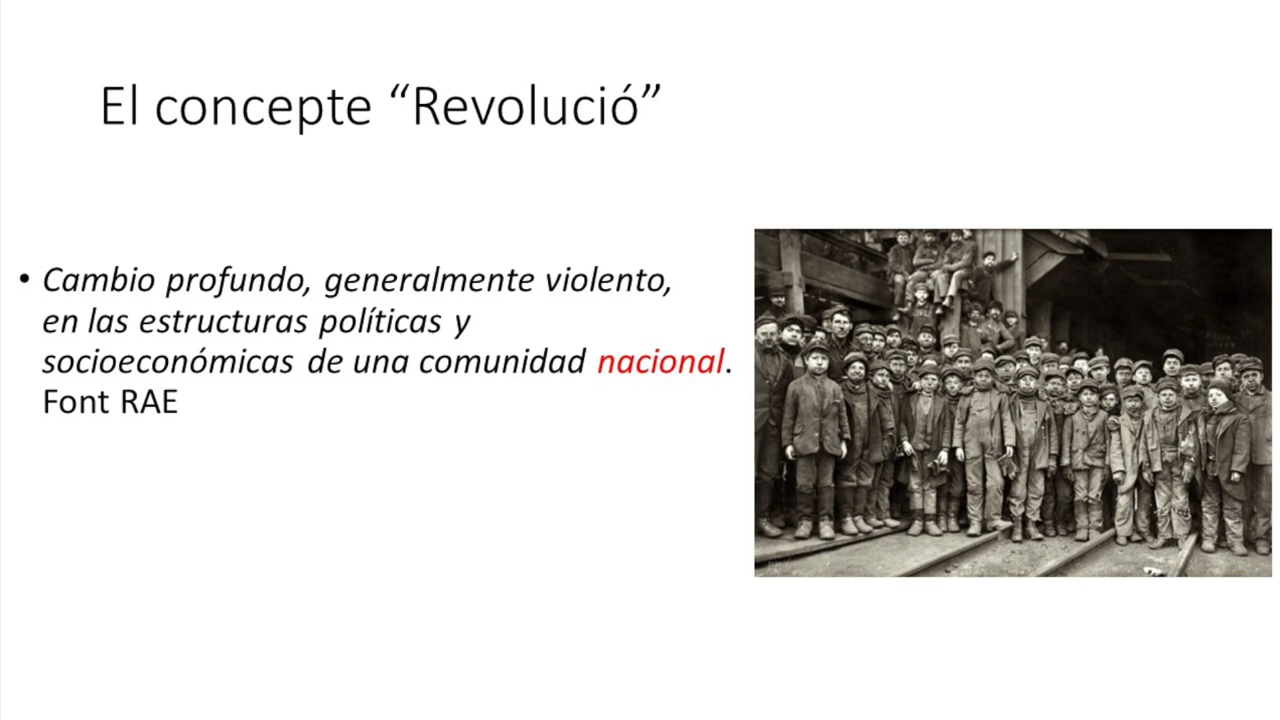 El concepte “Revolució”
• Cambio profundo, generalmente violento,
en las estructuras políticas y
socioeconómicas de una comunidad nacional.
Font RAE